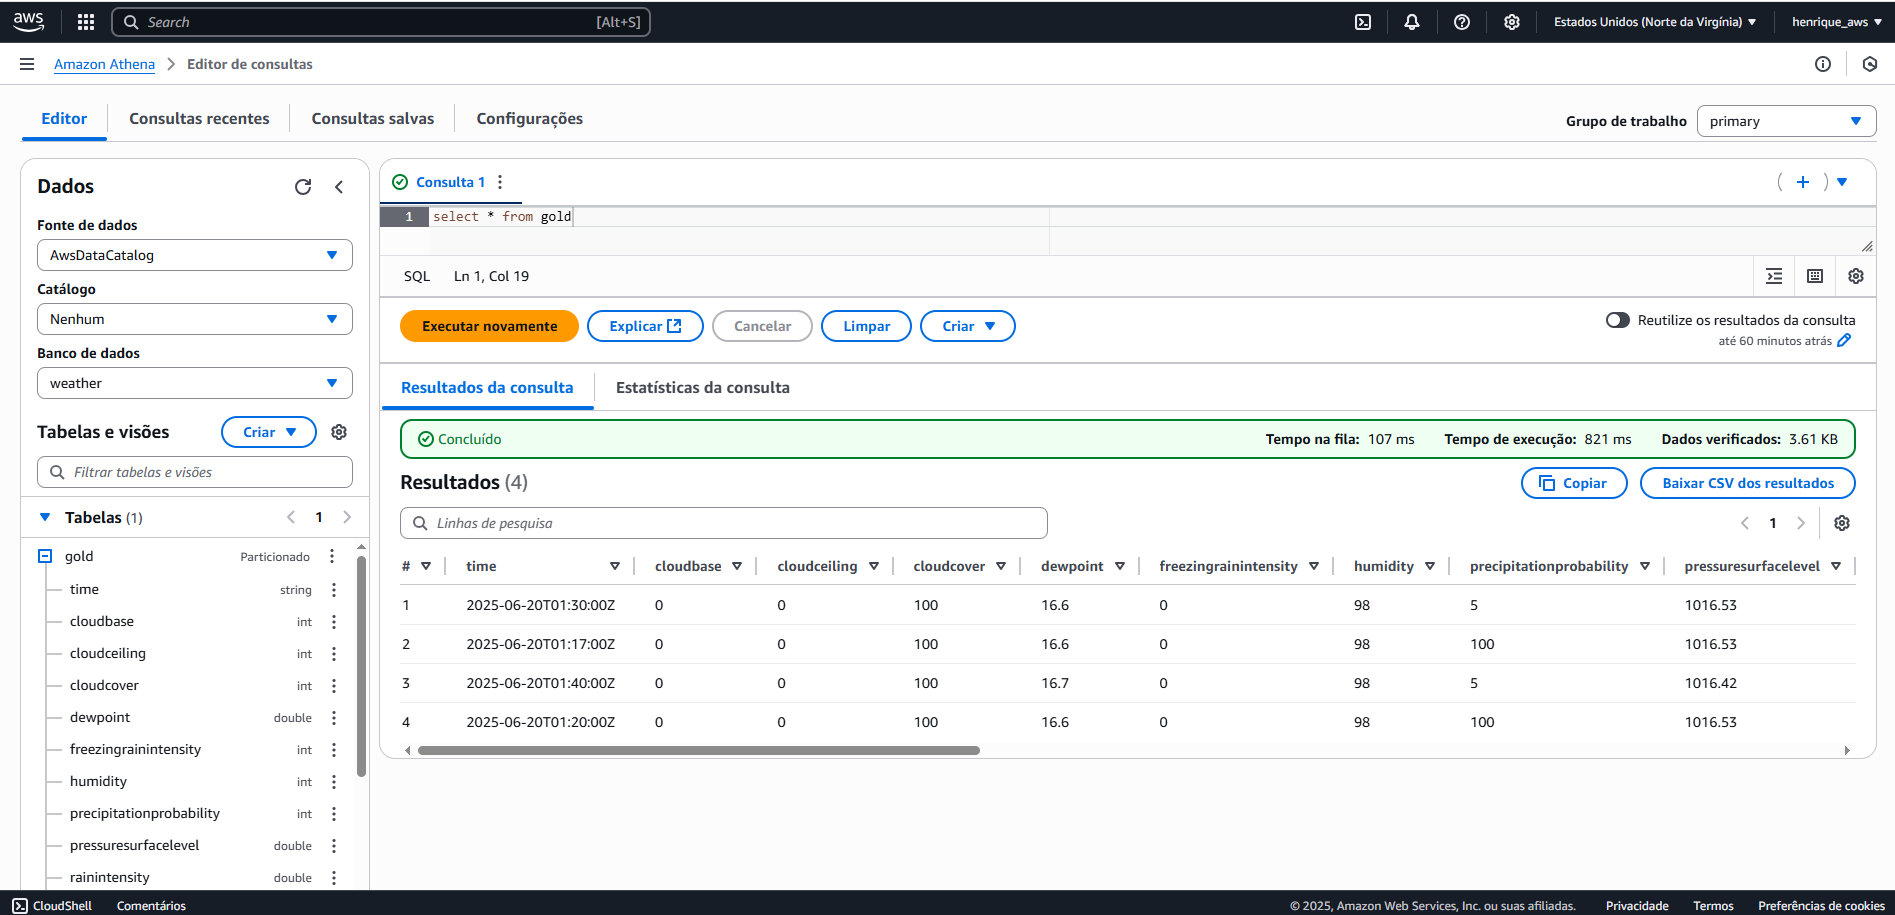 aws
Search [Alt+S]
Estados Unidos (Norte da Virgínia)
henrique_aws
Amazon Athena
Editor de consultas
Editor
Consultas recentes
Consultas salvas
Configurações
Grupo de trabalho
primary
Dados
Fonte de dados
AwsDataCatalog
Catálogo
Nenhum
Banco de dados
weather
Tabelas e visões
Criar
Filtrar tabelas e visões
Tabelas (1)
1
gold Particionado
time string
cloudbase int
cloudceiling int
cloudcover int
dewpoint double
freezingrainintensity int
humidity int
precipitationprobability int
pressuresurfacelevel double
rainintensity double
Consulta 1
( + )
1 select * from gold
SQL Ln 1, Col 19
Executar novamente
Explicar
Cancelar
Limpar
Criar
Reutilize os resultados da consulta
até 60 minutos atrás
Resultados da consulta
Estatísticas da consulta
Concluído
Tempo na fila: 107 ms
Tempo de execução: 821 ms
Dados verificados: 3.61 KB
Resultados (4)
Copiar
Baixar CSV dos resultados
Linhas de pesquisa
1
# time cloudbase cloudceiling cloudcover dewpoint freezingrainintensity humidity precipitationprobability pressuresurfacelevel
1 2025-06-20T01:30:00Z 0 0 100 16.6 0 98 5 1016.53
2 2025-06-20T01:17:00Z 0 0 100 16.6 0 98 100 1016.53
3 2025-06-20T01:40:00Z 0 0 100 16.7 0 98 5 1016.42
4 2025-06-20T01:20:00Z 0 0 100 16.6 0 98 100 1016.53
CloudShell
Comentários
© 2025, Amazon Web Services, Inc. ou suas afiliadas.
Privacidade
Termos
Preferências de cookies